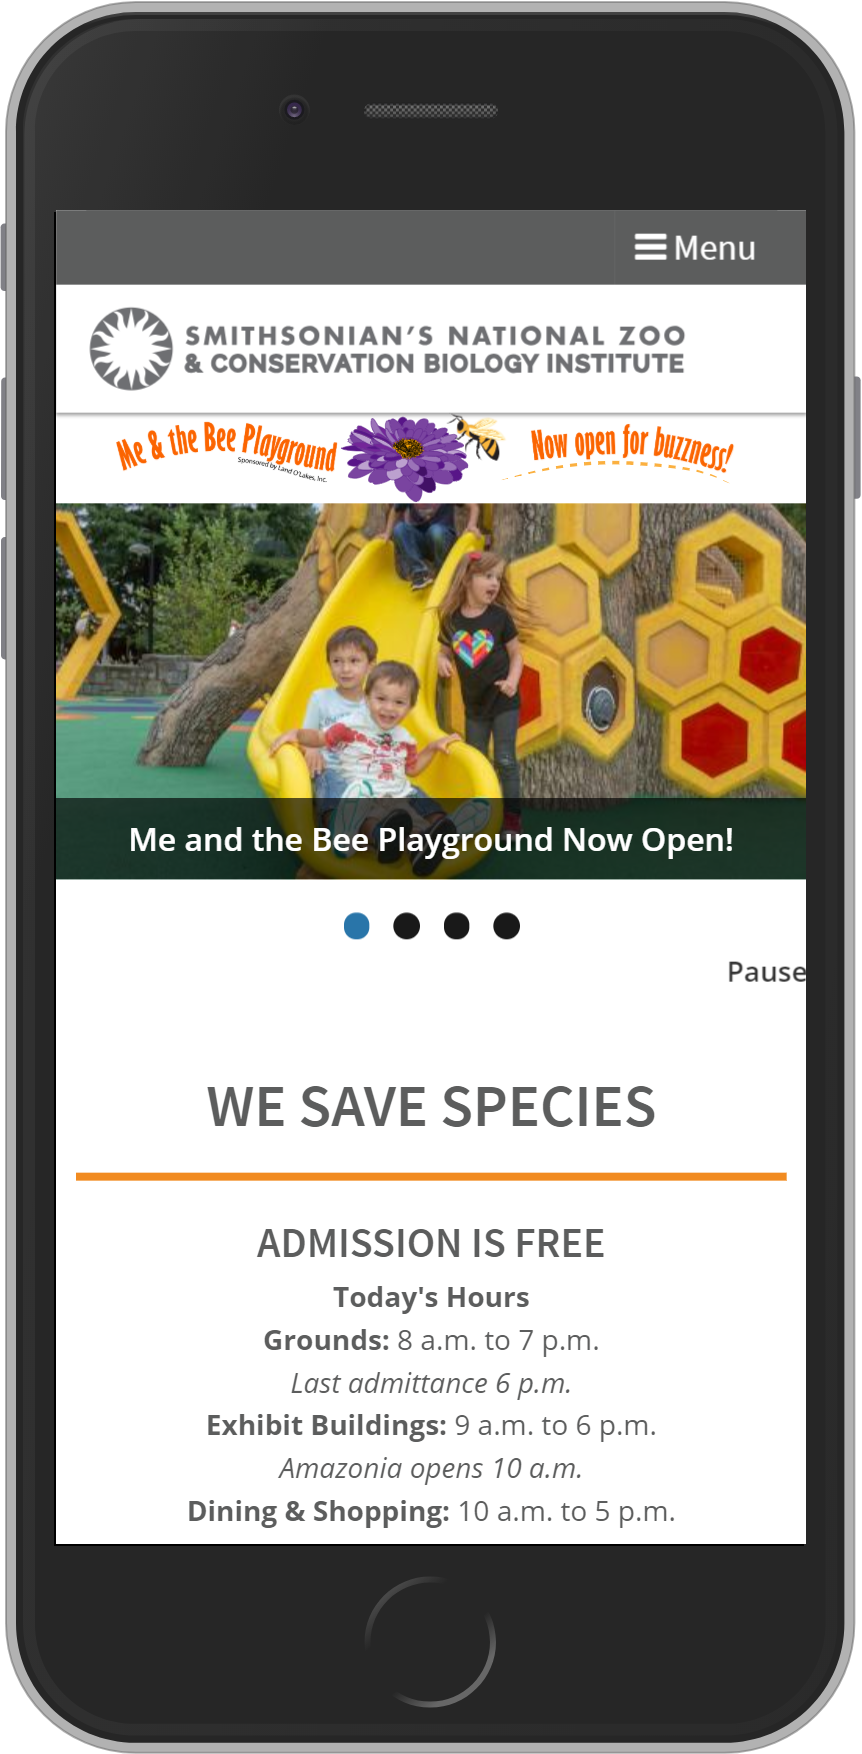 Menu
SMITHSONIAN'S NATIONAL ZOO
& CONSERVATION BIOLOGY INSTITUTE
Me & the Bee Playground
Sponsored by Land O'Lakes, Inc.
Now open for buzzness!
Me and the Bee Playground Now Open!
Pause
WE SAVE SPECIES
ADMISSION IS FREE
Today's Hours
Grounds: 8 a.m. to 7 p.m.
Last admittance 6 p.m.
Exhibit Buildings: 9 a.m. to 6 p.m.
Amazonia opens 10 a.m.
Dining & Shopping: 10 a.m. to 5 p.m.